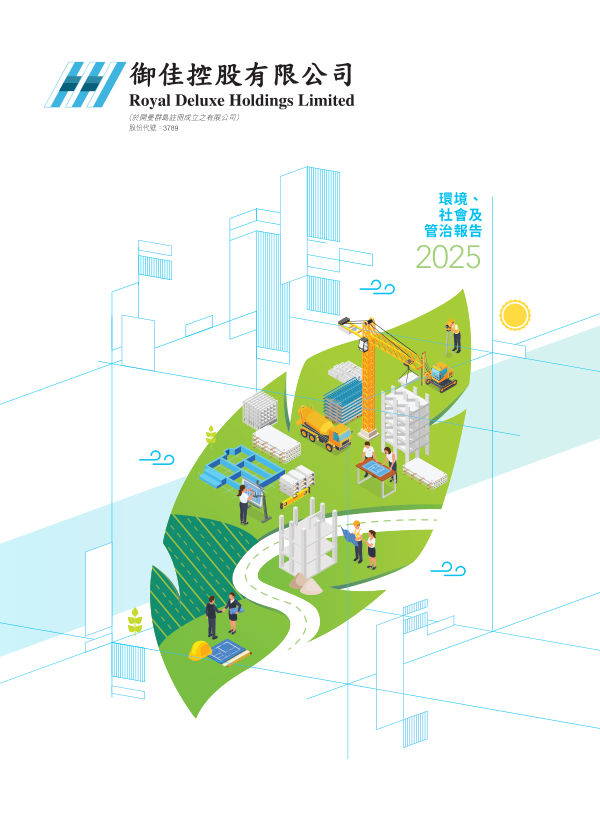 御佳控股有限公司
Royal Deluxe Holdings Limited
(於開曼群島註冊成立之有限公司)
股份代號：3789
環境、
社會及
管治報告
2025